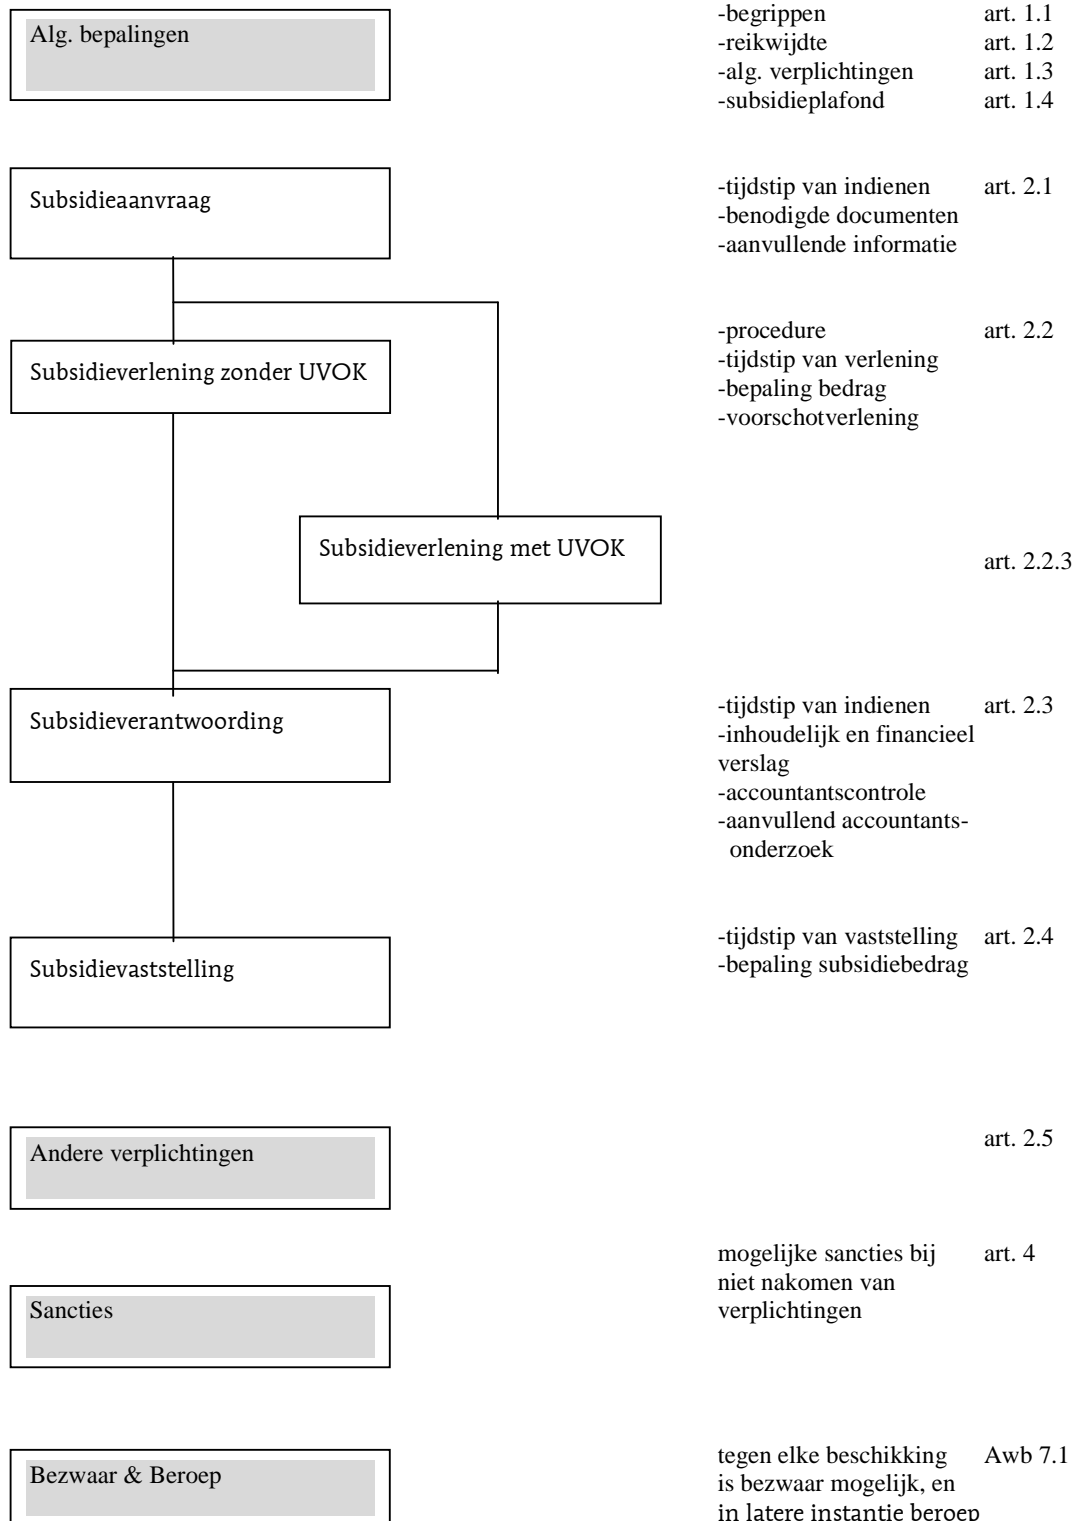 Alg. bepalingen
-begrippen art. 1.1
-reikwijdte art. 1.2
-alg. verplichtingen art. 1.3
-subsidieplafond art. 1.4
Subsidieaanvraag
-tijdstip van indienen art. 2.1
-benodigde documenten
-aanvullende informatie
Subsidieverlening zonder UVOK
-procedure art. 2.2
-tijdstip van verlening
-bepaling bedrag
-voorschotverlening
Subsidieverlening met UVOK
art. 2.2.3
Subsidieverantwoording
-tijdstip van indienen art. 2.3
-inhoudelijk en financieel
verslag
-accountantscontrole
-aanvullend accountants-
onderzoek
Subsidievaststelling
-tijdstip van vaststelling art. 2.4
-bepaling subsidiebedrag
Andere verplichtingen
art. 2.5
Sancties
mogelijke sancties bij art. 4
niet nakomen van
verplichtingen
Bezwaar & Beroep
tegen elke beschikking Awb 7.1
is bezwaar mogelijk, en
in latere instantie beroep